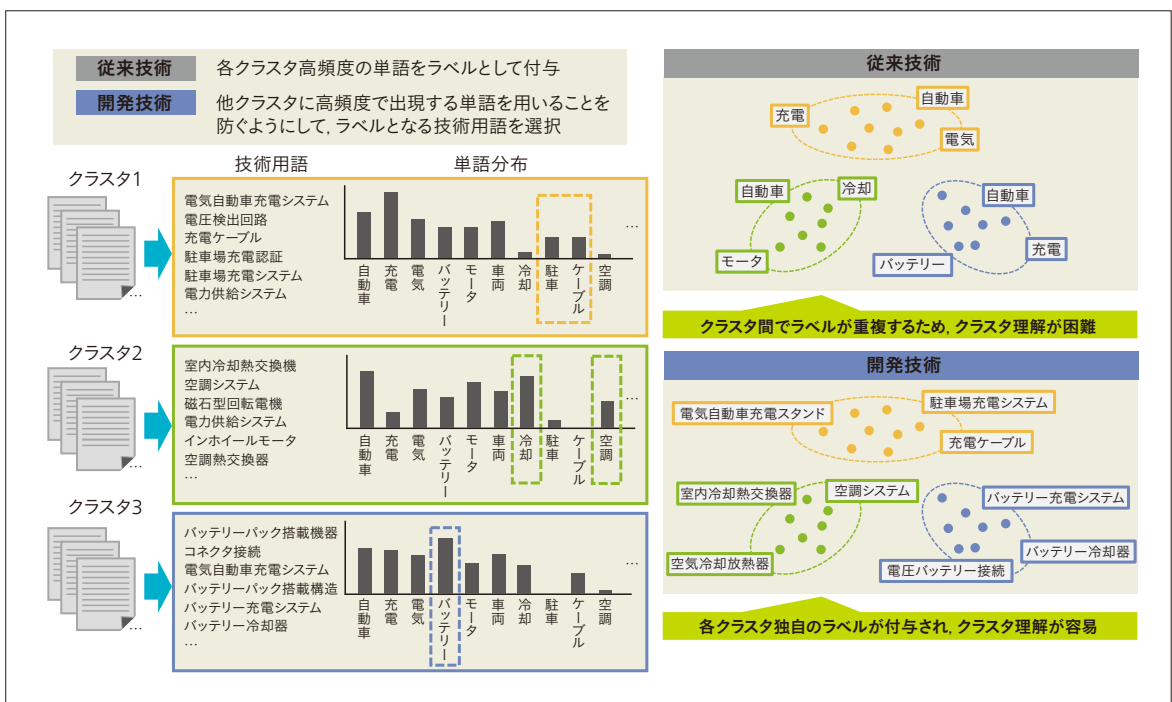 従来技術 各クラスタ高頻度の単語をラベルとして付与
開発技術 他クラスタに高頻度で出現する単語を用いることを
防ぐようにして，ラベルとなる技術用語を選択
技術用語 単語分布
クラスタ1
…
電気自動車充電システム
電圧検出回路
充電ケーブル
駐車場充電認証
駐車場充電システム
電力供給システム
…
…
自動車 充電 電気 バッテリー モータ 車両 冷却 駐車 ケーブル 空調
クラスタ2
…
室内冷却熱交換機
空調システム
磁石型回転電機
電力供給システム
インホイールモータ
空調熱交換器
…
…
自動車 充電 電気 バッテリー モータ 車両 冷却 駐車 ケーブル 空調
クラスタ3
…
バッテリーパック搭載機器
コネクタ接続
電気自動車充電システム
バッテリーパック搭載構造
バッテリー充電システム
バッテリー冷却器
…
…
自動車 充電 電気 バッテリー モータ 車両 冷却 駐車 ケーブル 空調
従来技術
自動車
充電
電気
自動車
冷却
モータ
自動車
充電
バッテリー
クラスタ間でラベルが重複するため，クラスタ理解が困難
開発技術
駐車場充電システム
電気自動車充電スタンド
充電ケーブル
室内冷却熱交換器
空調システム
空気冷却放熱器
バッテリー充電システム
バッテリー冷却器
電圧バッテリー接続
各クラスタ独自のラベルが付与され，クラスタ理解が容易